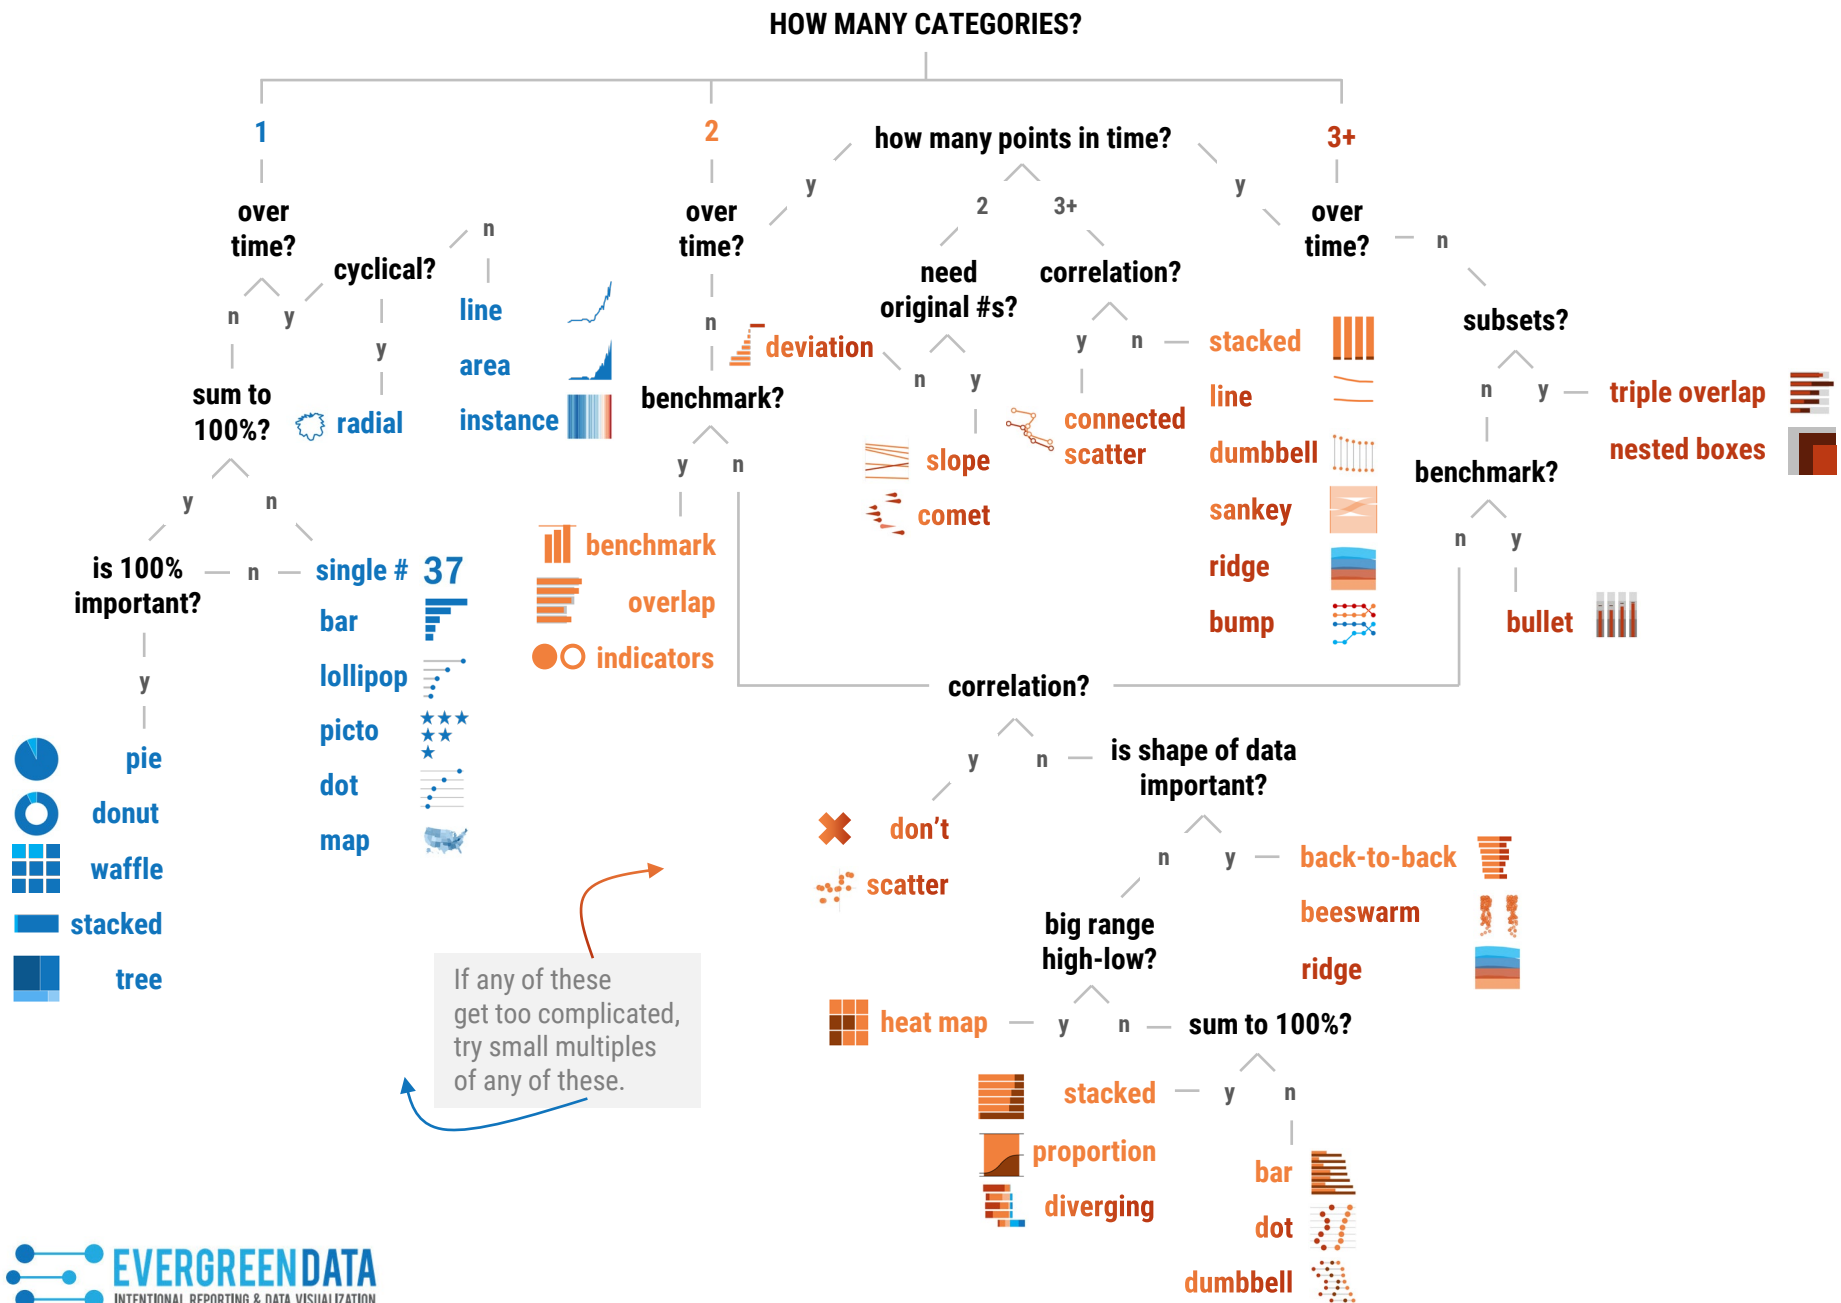 HOW MANY CATEGORIES?
1
over
time?
n
y
cyclical?
n
y
radial
line
area
instance
sum to
100%?
y
n
is 100%
important?
n
y
single #
37
bar
lollipop
picto
dot
map
pie
donut
waffle
stacked
tree
2
over
time?
y
n
benchmark?
y
n
benchmark
overlap
indicators
how many points in time?
2
3+
need
original #s?
n
y
deviation
slope
comet
correlation?
y
n
connected
scatter
stacked
line
dumbbell
sankey
ridge
bump
3+
y
over
time?
n
subsets?
n
y
triple overlap
nested boxes
benchmark?
n
y
bullet
correlation?
y
n
don't
scatter
is shape of data
important?
n
y
back-to-back
beeswarm
ridge
big range
high-low?
heat map
y
n
sum to 100%?
y
n
stacked
proportion
diverging
bar
dot
dumbbell
If any of these
get too complicated,
try small multiples
of any of these.
EVERGREEN DATA
INTENTIONAL REPORTING & DATA VISUALIZATION